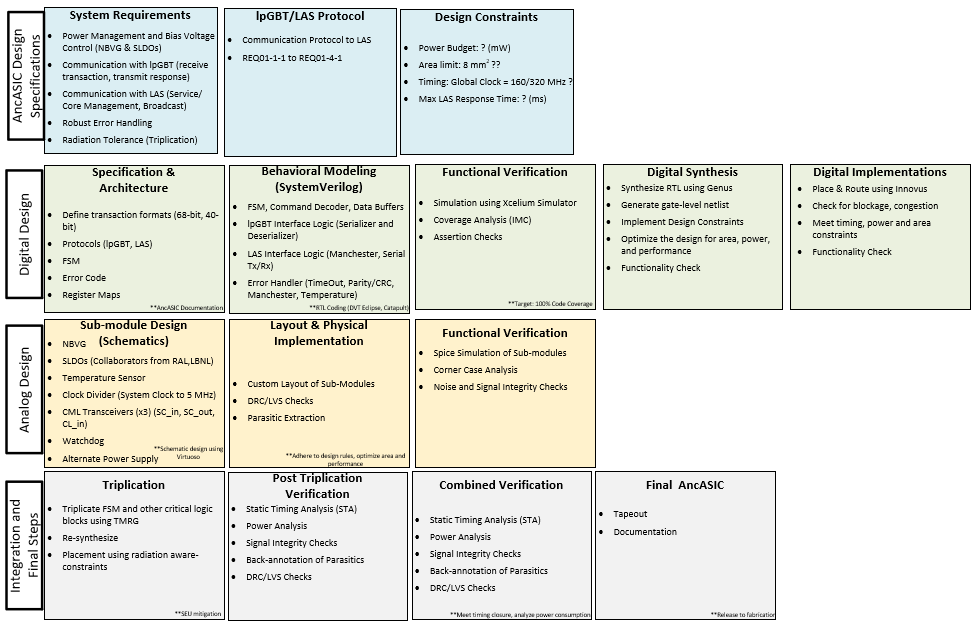 AncASIC Design
Specifications
System Requirements
Power Management and Bias Voltage
Control (NBVG & SLDOs)
Communication with lpGBT (receive
transaction, transmit response)
Communication with LAS (Service/
Core Management, Broadcast)
Robust Error Handling
Radiation Tolerance (Triplication)
lpGBT/LAS Protocol
Communication Protocol to LAS
REQ01-1-1 to REQ01-4-1
Design Constraints
Power Budget: ? (mW)
Area limit: 8 mm² ??
Timing: Global Clock = 160/320 MHz ?
Max LAS Response Time: ? (ms)
Digital Design
Specification &
Architecture
Define transaction formats (68-bit, 40-
bit)
Protocols (lpGBT, LAS)
FSM
Error Code
Register Maps
**AncASIC Documentation
Behavioral Modeling
(SystemVerilog)
FSM, Command Decoder, Data Buffers
lpGBT Interface Logic (Serializer and
Deserializer)
LAS Interface Logic (Manchester, Serial
Tx/Rx)
Error Handler (TimeOut, Parity/CRC,
Manchester, Temperature)
**RTL Coding (DVT Eclipse, Catapult)
Functional Verification
Simulation using Xcelium Simulator
Coverage Analysis (IMC)
Assertion Checks
**Target: 100% Code Coverage
Digital Synthesis
Synthesize RTL using Genus
Generate gate-level netlist
Implement Design Constraints
Optimize the design for area, power,
and performance
Functionality Check
Digital Implementations
Place & Route using Innovus
Check for blockage, congestion
Meet timing, power and area
constraints
Functionality Check
Analog Design
Sub-module Design
(Schematics)
NBVG
SLDOs (Collaborators from RAL,LBNL)
Temperature Sensor
Clock Divider (System Clock to 5 MHz)
CML Transceivers (x3) (SC_in, SC_out,
CL_in)
Watchdog
Alternate Power Supply
**Schematic design using
Virtuoso
Layout & Physical
Implementation
Custom Layout of Sub-Modules
DRC/LVS Checks
Parasitic Extraction
**Adhere to design rules, optimize area and
performance
Functional Verification
Spice Simulation of Sub-modules
Corner Case Analysis
Noise and Signal Integrity Checks
Integration and
Final Steps
Triplication
Triplicate FSM and other critical logic
blocks using TMRG
Re-synthesize
Placement using radiation aware-
constraints
**SEU mitigation
Post Triplication
Verification
Static Timing Analysis (STA)
Power Analysis
Signal Integrity Checks
Back-annotation of Parasitics
DRC/LVS Checks
Combined Verification
Static Timing Analysis (STA)
Power Analysis
Signal Integrity Checks
Back-annotation of Parasitics
DRC/LVS Checks
**Meet timing closure, analyze power consumption
Final AncASIC
Tapeout
Documentation
**Release to fabrication